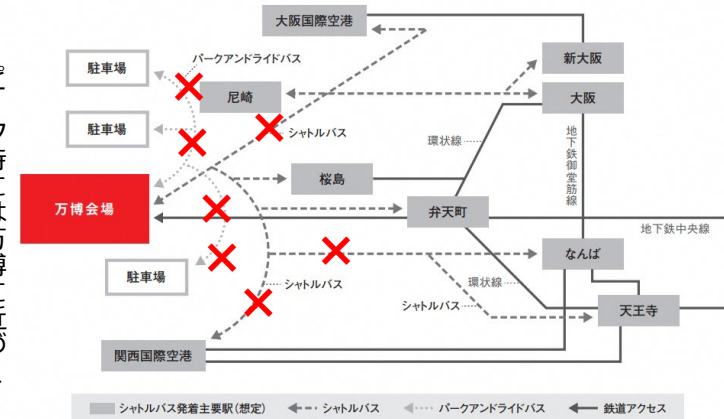 大阪国際空港
パークアンドライドバス
駐車場
新大阪
尼崎
大阪
駐車場
シャトルバス
環状線
地下鉄御堂筋線
桜島
万博会場
弁天町
地下鉄中央線
なんば
駐車場
シャトルバス
環状線
シャトルバス
天王寺
関西国際空港
シャトルバス発着主要駅(想定)
シャトルバス
パークアンドライドバス
鉄道アクセス